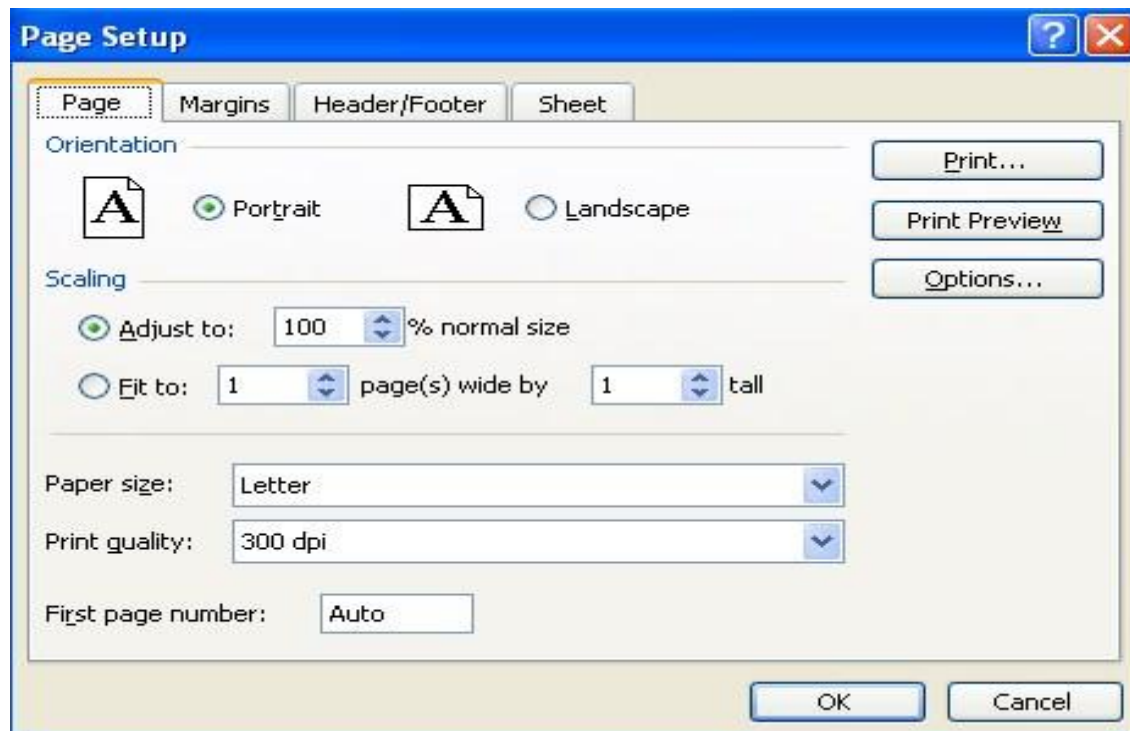 Page Setup
?
Page Margins Header/Footer Sheet
Orientation
A Portrait A Landscape
Print...
Print Preview
Scaling
Options...
Adjust to: 100 % normal size
Fit to: 1 page(s) wide by 1 tall
Paper size: Letter
Print quality: 300 dpi
First page number: Auto
OK Cancel